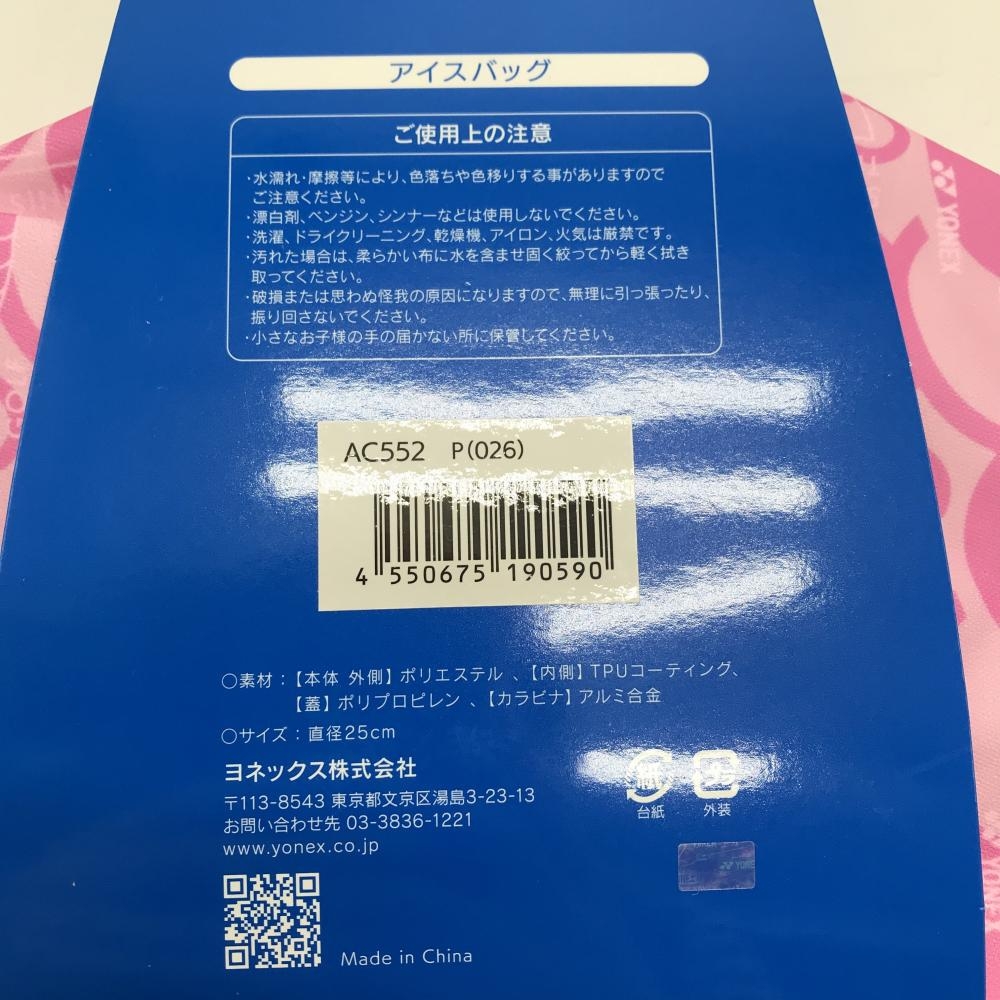 アイスバッグ
ご使用上の注意
・水濡れ・摩擦等により、色落ちや色移りする事がありますので
ご注意ください。
・漂白剤、ベンジン、シンナーなどは使用しないでください。
・洗濯、ドライクリーニング、乾燥機、アイロン、火気は厳禁です。
・汚れた場合は、柔らかい布に水を含ませ固く絞ってから軽く拭き
取ってください。
・破損または思わぬ怪我の原因になりますので、無理に引っ張ったり、
振り回さないでください。
・小さなお子様の手の届かない所に保管してください。
AC552 P(026)
4 550675 190590
○素材：【本体 外側】ポリエステル 、【内側】TPUコーティング、
【蓋】ポリプロピレン 、【カラビナ】アルミ合金
○サイズ：直径25cm
ヨネックス株式会社
〒113-8543 東京都文京区湯島3-23-13
お問い合わせ先 03-3836-1221
www.yonex.co.jp
紙
プラ
台紙
外装
YONEX
Made in China
YONEX